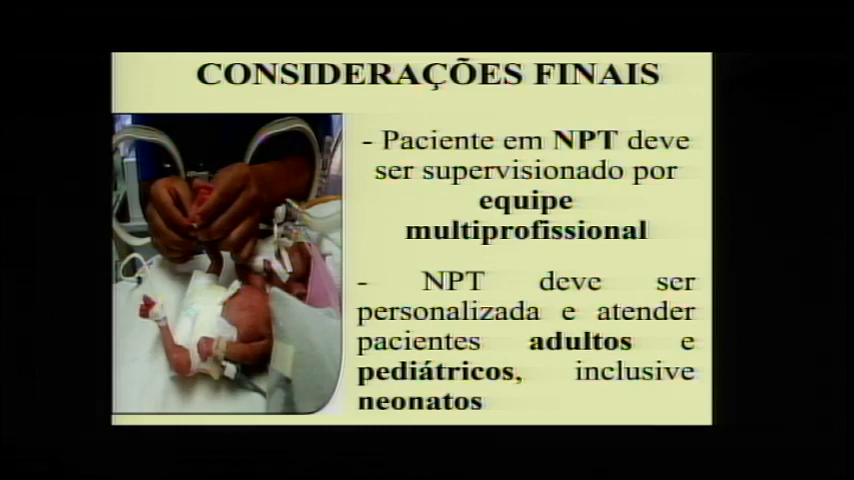 CONSIDERAÇÕES FINAIS
- Paciente em NPT deve
ser supervisionado por
equipe
multiprofissional
- NPT deve ser
personalizada e atender
pacientes adultos e
pediátricos, inclusive
neonatos